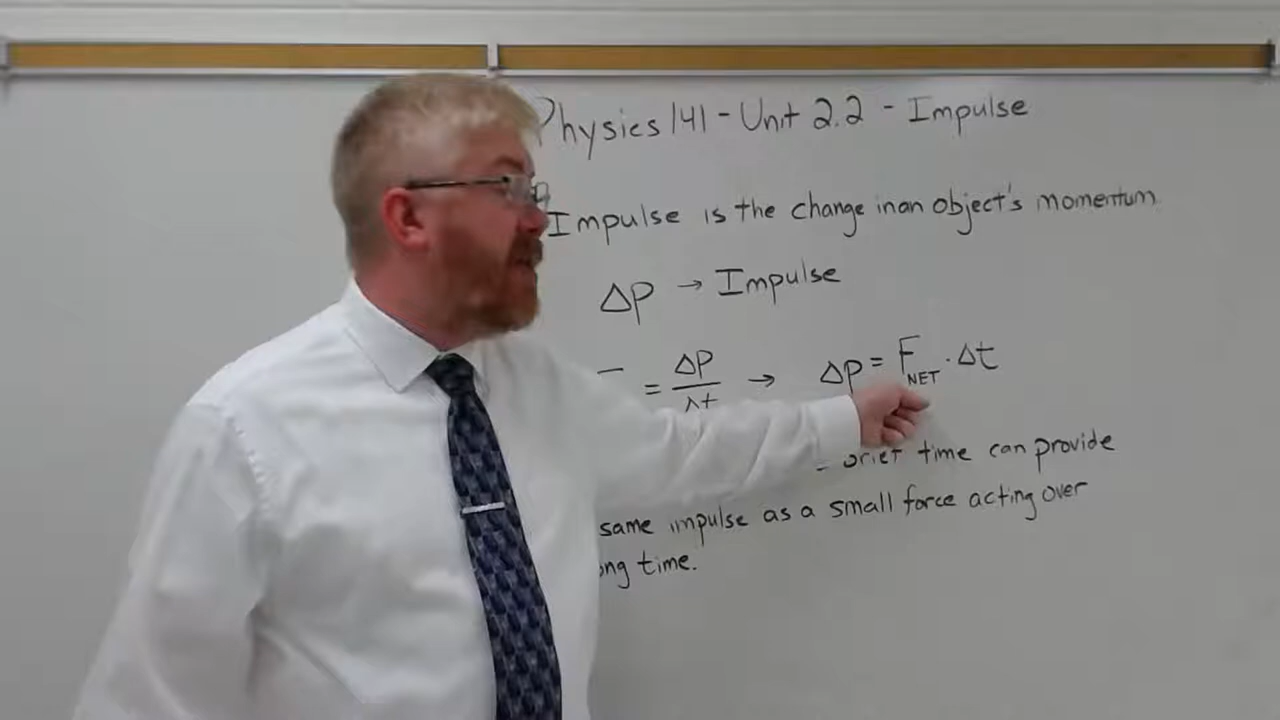 Physics 141 - Unit 2.2 - Impulse
Impulse is the change in an object's momentum.
Δp → Impulse
= Δp/Δt → Δp = F_NET · Δt
brief time can provide
same impulse as a small force acting over
time.